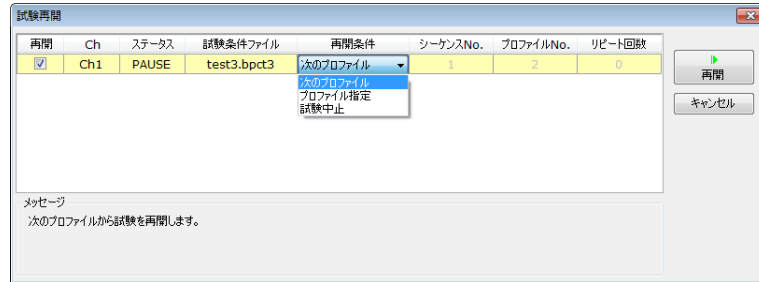 試験再開
再開 Ch ステータス 試験条件ファイル 再開条件 シーケンスNo. プロファイルNo. リピート回数
Ch1 PAUSE test3.bpct3 次のプロファイル 1 2 0
次のプロファイル
プロファイル指定
試験中止
再開
キャンセル
メッセージ
次のプロファイルから試験を再開します。